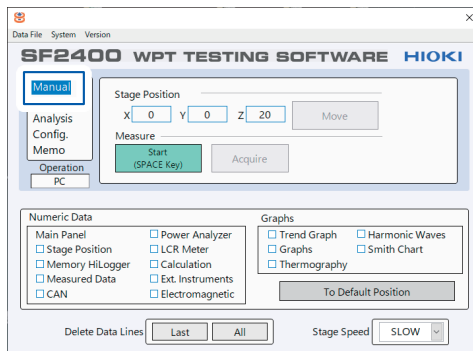 Data File System Version
SF2400 WPT TESTING SOFTWARE HIOKI
Manual
Analysis
Config.
Memo
Operation
PC
Stage Position
X 0 Y 0 Z 20 Move
Measure
Start
(SPACE Key)
Acquire
Numeric Data
Main Panel
Stage Position
Memory HiLogger
Measured Data
CAN
Power Analyzer
LCR Meter
Calculation
Ext. Instruments
Electromagnetic
Graphs
Trend Graph
Graphs
Thermography
Harmonic Waves
Smith Chart
To Default Position
Delete Data Lines Last All Stage Speed SLOW